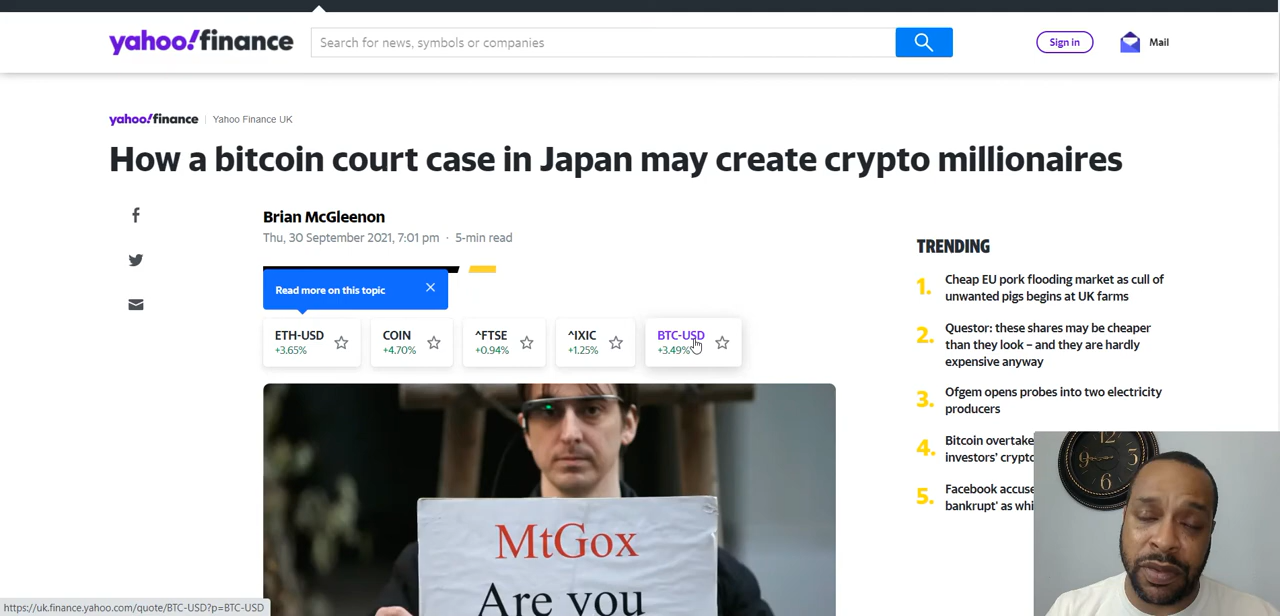 yahoo!finance
Search for news, symbols or companies
Sign in
Mail
yahoo!finance
Yahoo Finance UK
How a bitcoin court case in Japan may create crypto millionaires
Brian McGleenon
Thu, 30 September 2021, 7:01 pm · 5-min read
Read more on this topic
ETH-USD
+3.65%
COIN
+4.70%
^FTSE
+0.94%
^IXIC
+1.25%
BTC-USD
+3.49%
MtGox
Are you
TRENDING
1. Cheap EU pork flooding market as cull of
unwanted pigs begins at UK farms
2. Questor: these shares may be cheaper
than they look – and they are hardly
expensive anyway
3. Ofgem opens probes into two electricity
producers
4. Bitcoin overtake
investors' crypto
5. Facebook accuse
bankrupt' as whi
12
9
6
https://uk.finance.yahoo.com/quote/BTC-USD?p=BTC-USD